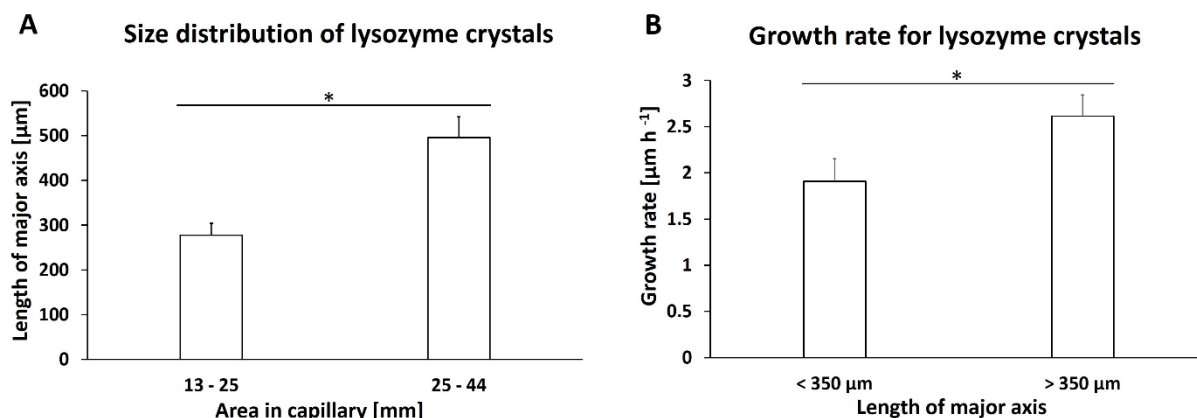 A
Size distribution of lysozyme crystals
Length of major axis [µm]
600
500
400
300
200
100
0
*
13 - 25
25 - 44
Area in capillary [mm]
B
Growth rate for lysozyme crystals
Growth rate [µm h ⁻¹]
3
2.5
2
1.5
1
0.5
0
*
< 350 µm
> 350 µm
Length of major axis